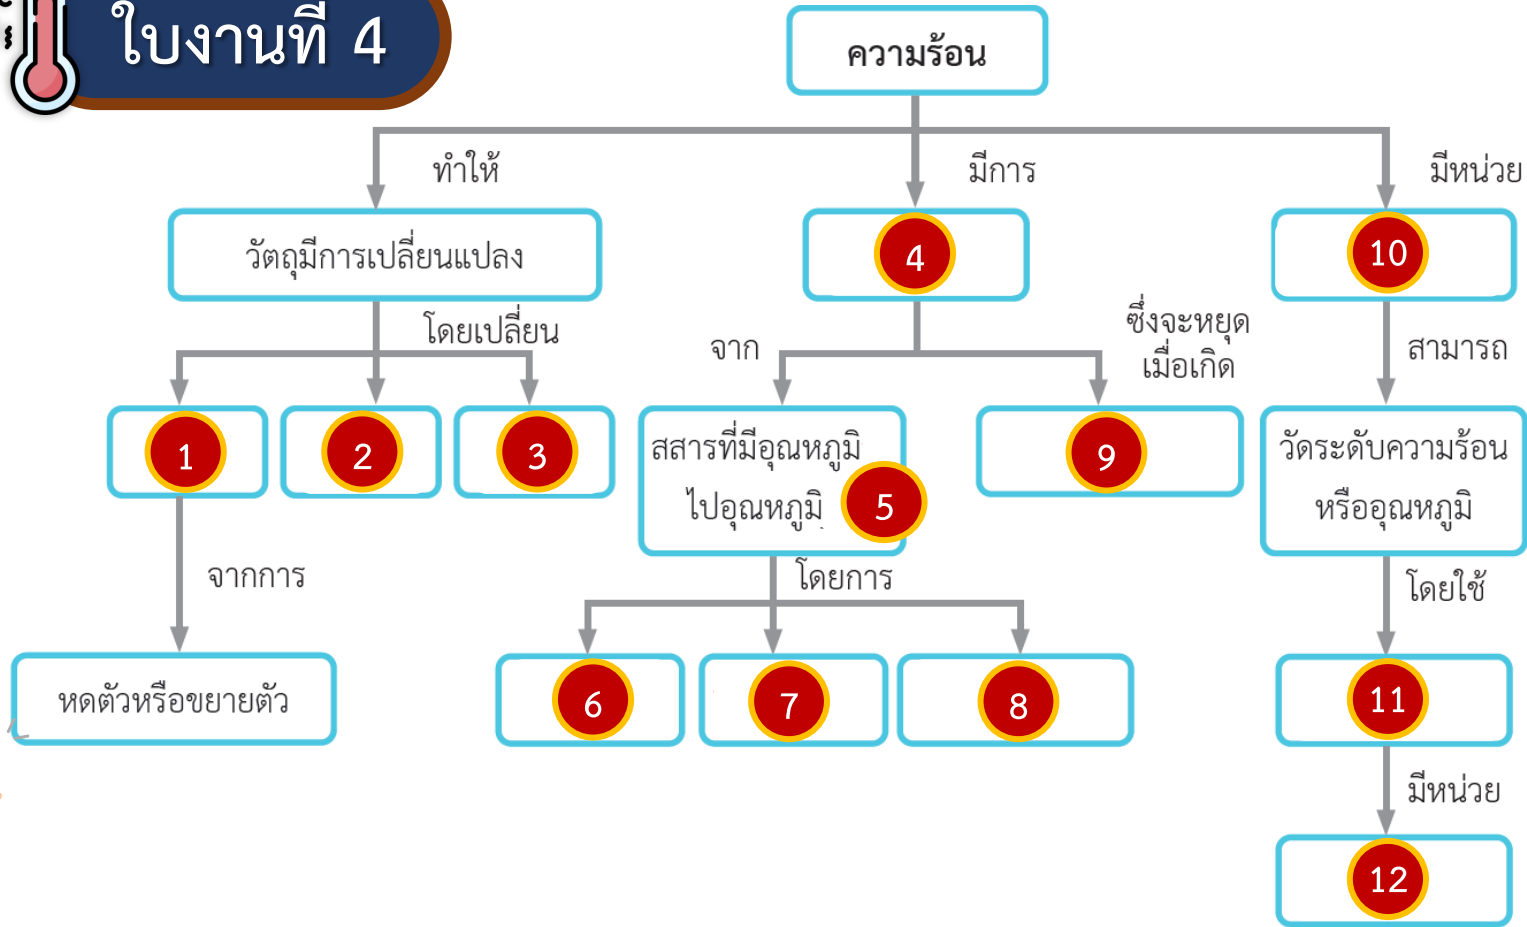 ใบงานที่ 4
ความร้อน
ทำให้
มีการ
มีหน่วย
วัตถุมีการเปลี่ยนแปลง
4
10
โดยเปลี่ยน
จาก
ซึ่งจะหยุด
เมื่อเกิด
สามารถ
1
2
3
สสารที่มีอุณหภูมิ
ไปอุณหภูมิ
5
9
วัดระดับความร้อน
หรืออุณหภูมิ
จากการ
โดยการ
โดยใช้
หดตัวหรือขยายตัว
6
7
8
11
มีหน่วย
12